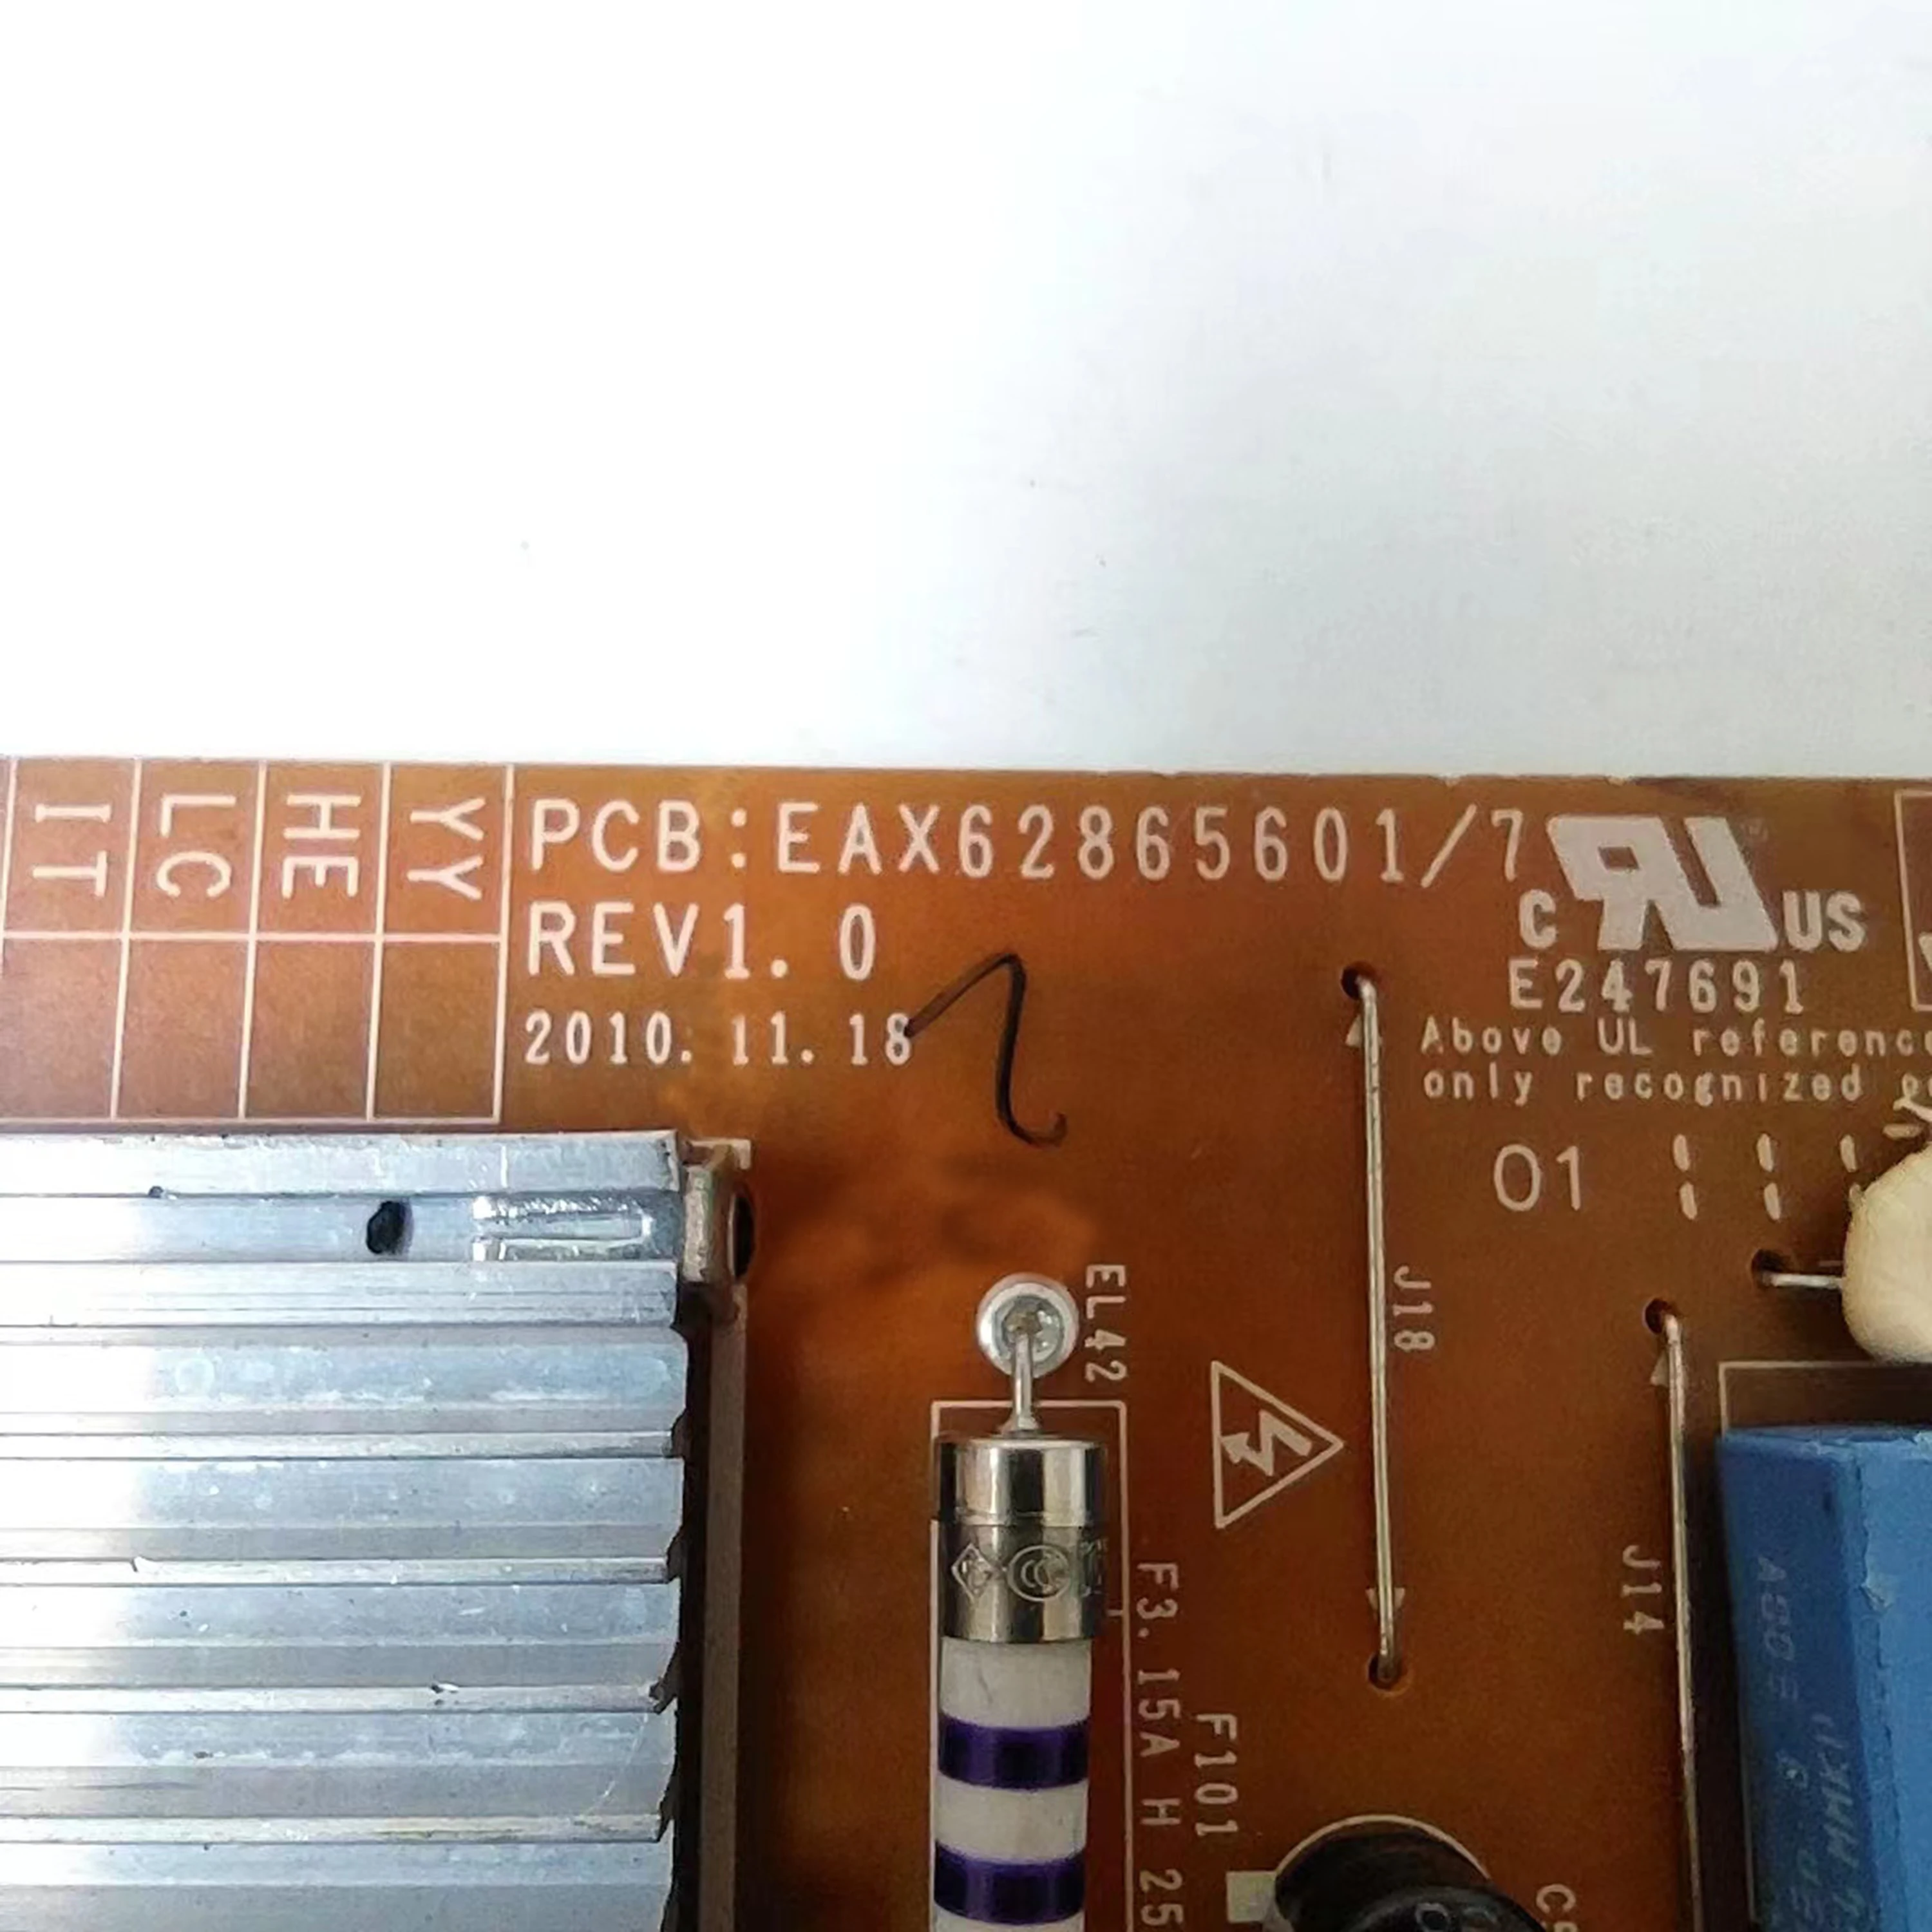 IT
LC
HE
YY
PCB:EAX62865601/7
REV1.0
2010.11.18
C US
E247691
Above UL
only recognized
01
EL42
J18
J14
F3.15A H 25
F101